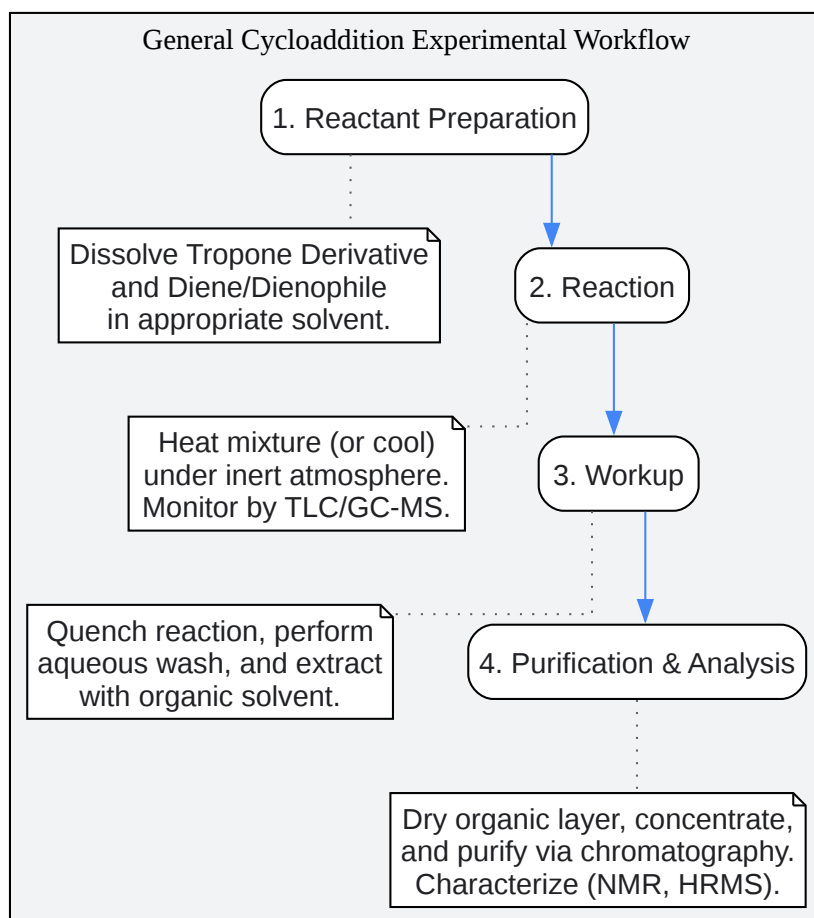 General Cycloaddition Experimental Workflow
1. Reactant Preparation
Dissolve Tropone Derivative
and Diene/Dienophile
in appropriate solvent.
2. Reaction
Heat mixture (or cool)
under inert atmosphere.
Monitor by TLC/GC-MS.
3. Workup
Quench reaction, perform
aqueous wash, and extract
with organic solvent.
4. Purification & Analysis
Dry organic layer, concentrate,
and purify via chromatography.
Characterize (NMR, HRMS).